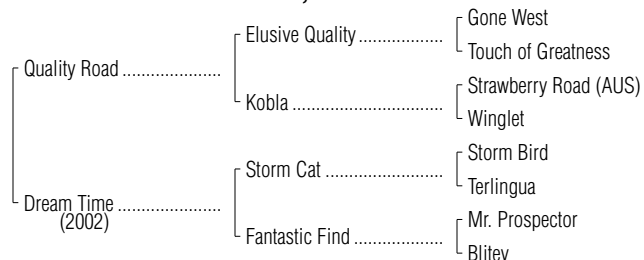 Gone West
Elusive Quality ..................
Touch of Greatness
Quality Road ......................
Strawberry Road (AUS)
Kobla ..................................
Winglet
Storm Bird
Storm Cat ..........................
Terlingua
Dream Time .......................
(2002)
Mr. Prospector
Fantastic Find ....................
Blitey